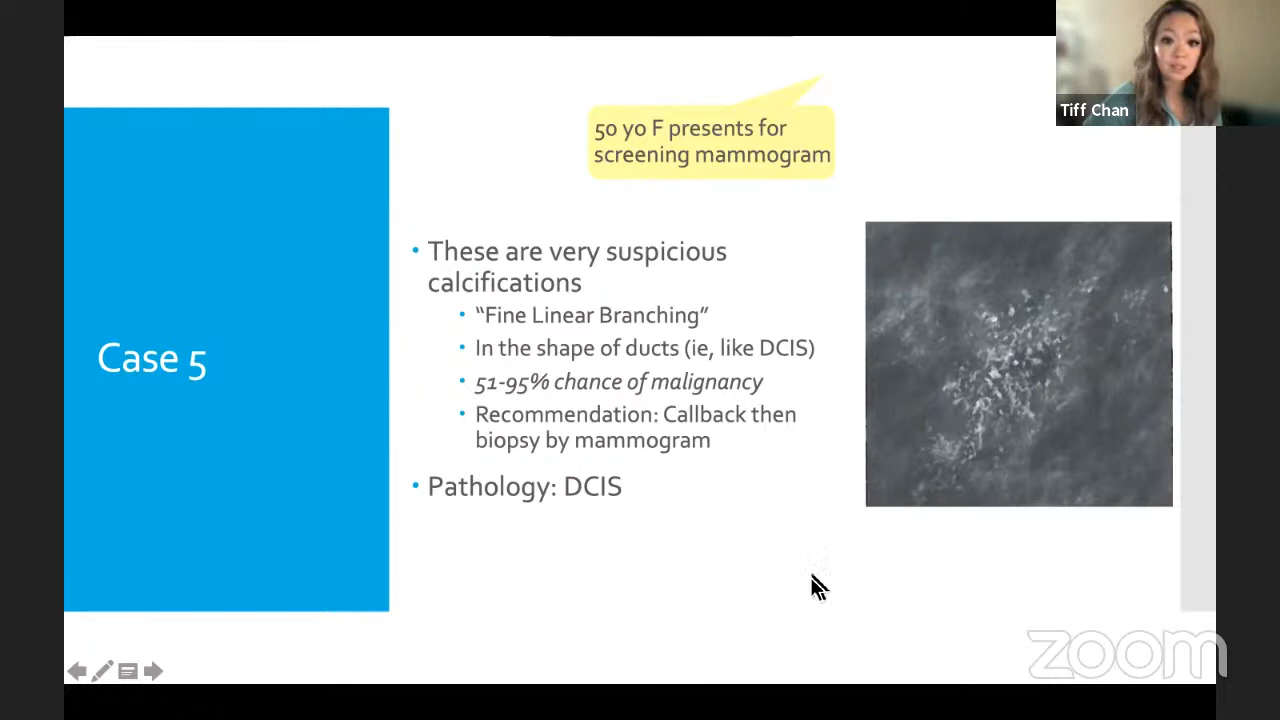 Tiff Chan
50 yo F presents for
screening mammogram
Case 5
• These are very suspicious
calcifications
• “Fine Linear Branching”
• In the shape of ducts (ie, like DCIS)
• 51-95% chance of malignancy
• Recommendation: Callback then
biopsy by mammogram
• Pathology: DCIS
zoom